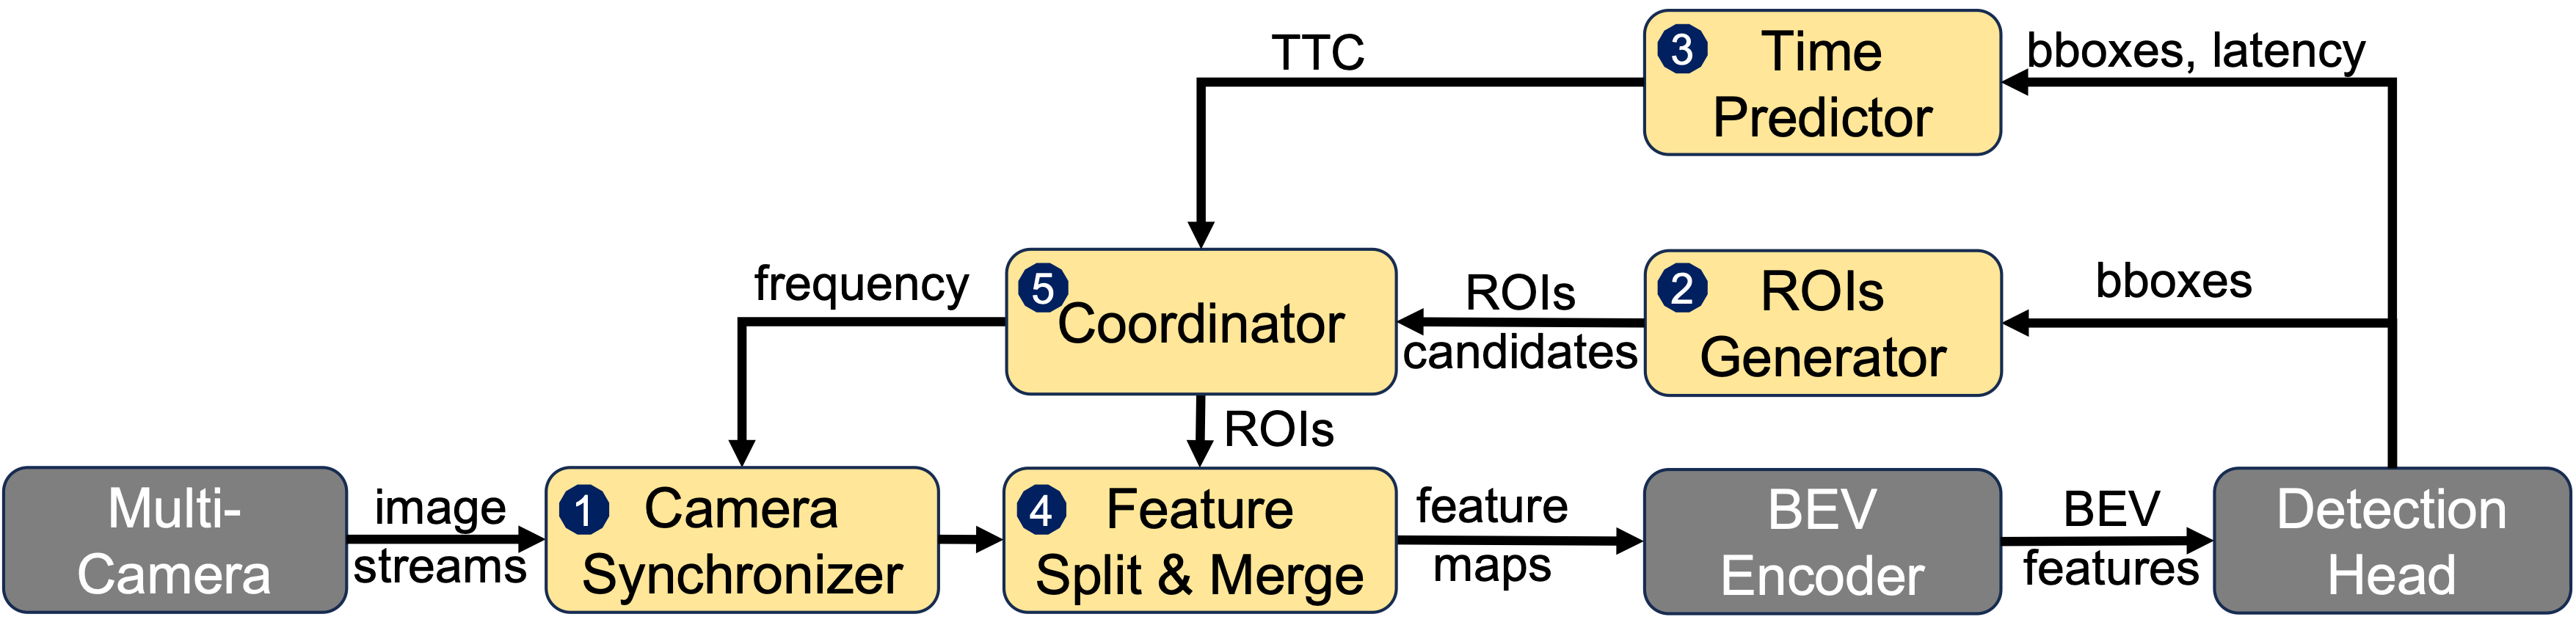 TTC
3
Time
Predictor
bboxes, latency
frequency
5
Coordinator
ROIs
candidates
2
ROIs
Generator
bboxes
ROIs
Multi-
Camera
image
streams
1
Camera
Synchronizer
4
Feature
Split & Merge
feature
maps
BEV
Encoder
BEV
features
Detection
Head